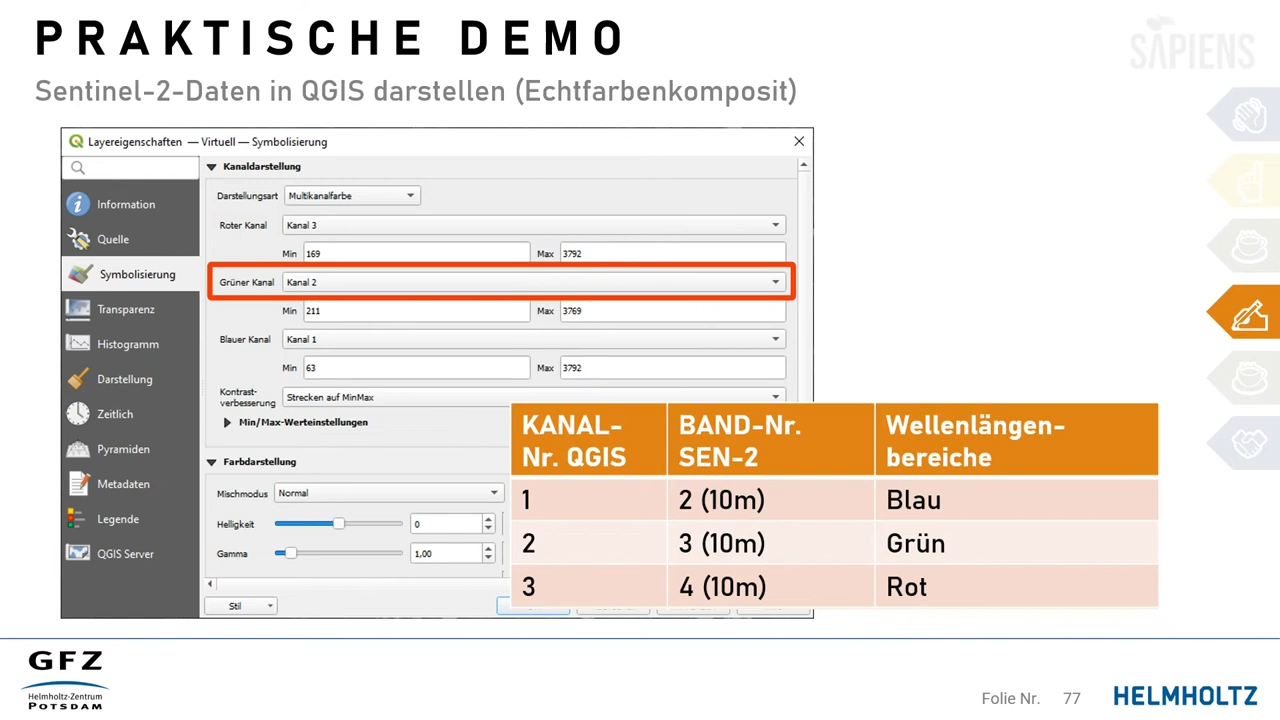 PRAKTISCHE DEMO
SAPIENS
Sentinel-2-Daten in QGIS darstellen (Echtfarbenkomposit)
Layereigenschaften — Virtuell — Symbolisierung
Information
Quelle
Symbolisierung
Transparenz
Histogramm
Darstellung
Zeitlich
Pyramiden
Metadaten
Legende
QGIS Server
Kanaldarstellung
Darstellungsart Multikanalfarbe
Roter Kanal Kanal 3
Min 169 Max 3792
Grüner Kanal Kanal 2
Min 211 Max 3769
Blauer Kanal Kanal 1
Min 63 Max 3792
Kontrast-
verbesserung Strecken auf MinMax
Min/Max-Werteinstellungen
Farbdarstellung
Mischmodus Normal
Helligkeit 0
Gamma 1,00
Stil
KANAL- BAND-Nr. Wellenlängen-
Nr. QGIS SEN-2 bereiche
1 2 (10m) Blau
2 3 (10m) Grün
3 4 (10m) Rot
GFZ
Helmholtz-Zentrum
POTSDAM
Folie Nr. 77
HELMHOLTZ